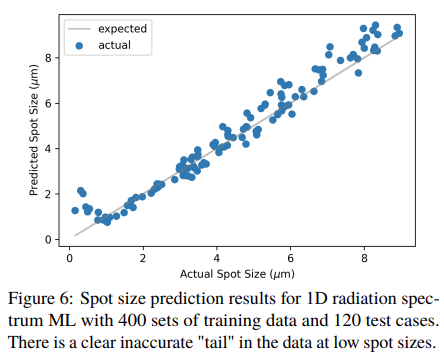 expected
actual
Predicted Spot Size (μm)
8
6
4
2
0
0 2 4 6 8
Actual Spot Size (μm)
Figure 6: Spot size prediction results for 1D radiation spec-
trum ML with 400 sets of training data and 120 test cases.
There is a clear inaccurate "tail" in the data at low spot sizes.